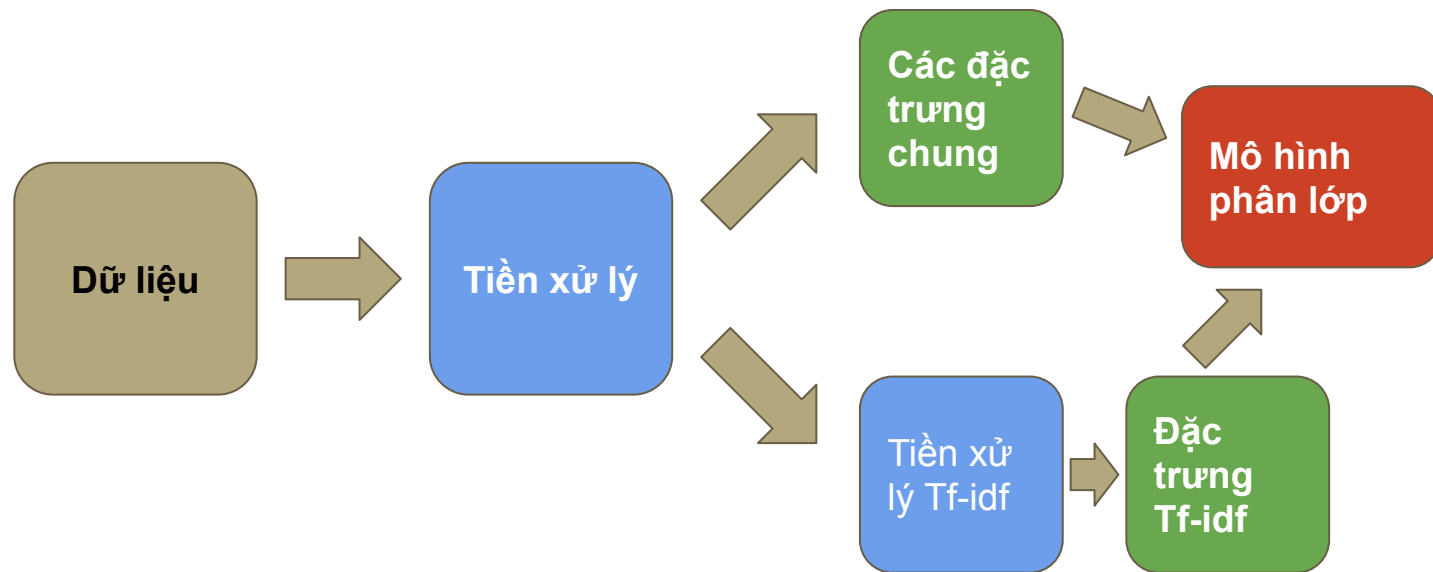 Dữ liệu
Tiền xử lý
Các đặc
trưng
chung
Mô hình
phân lớp
Tiền xử
lý Tf-idf
Đặc
trưng
Tf-idf